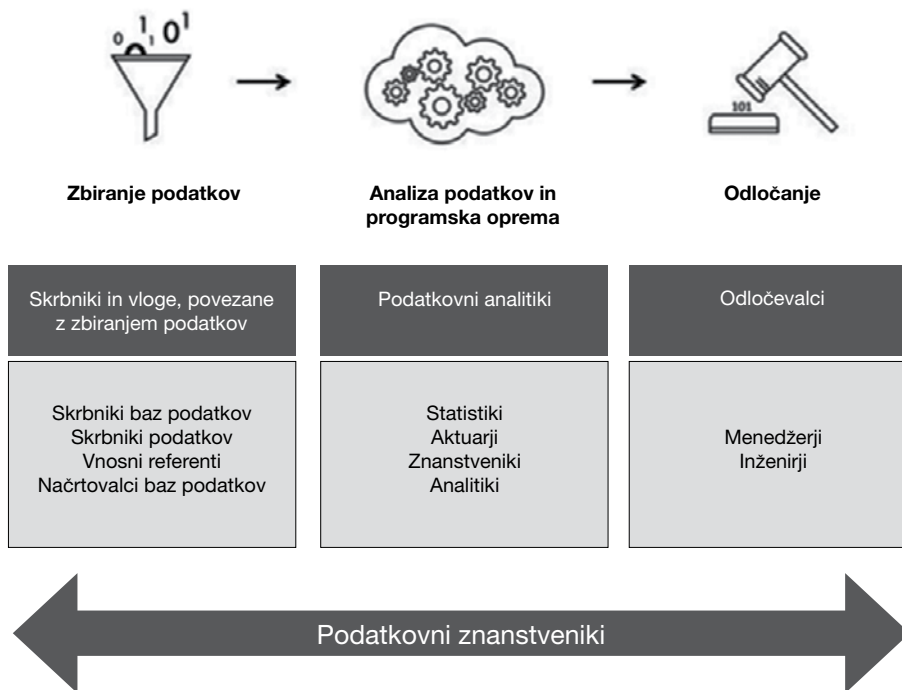 0 1 1 0 1
101
Zbiranje podatkov
Analiza podatkov in
programska oprema
Odločanje
Skrbniki in vloge, povezane
z zbiranjem podatkov
Podatkovni analitiki
Odločevalci
Skrbniki baz podatkov
Skrbniki podatkov
Vnosni referenti
Načrtovalci baz podatkov
Statistiki
Aktuarji
Znanstveniki
Analitiki
Menedžerji
Inženirji
Podatkovni znanstveniki